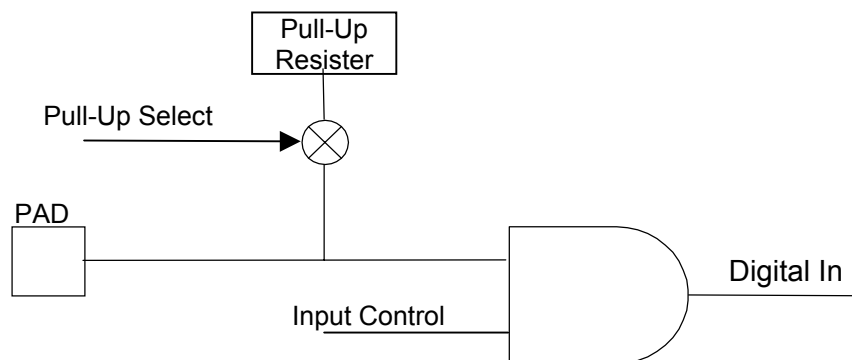 Pull-Up
Resister
Pull-Up Select
PAD
Digital In
Input Control